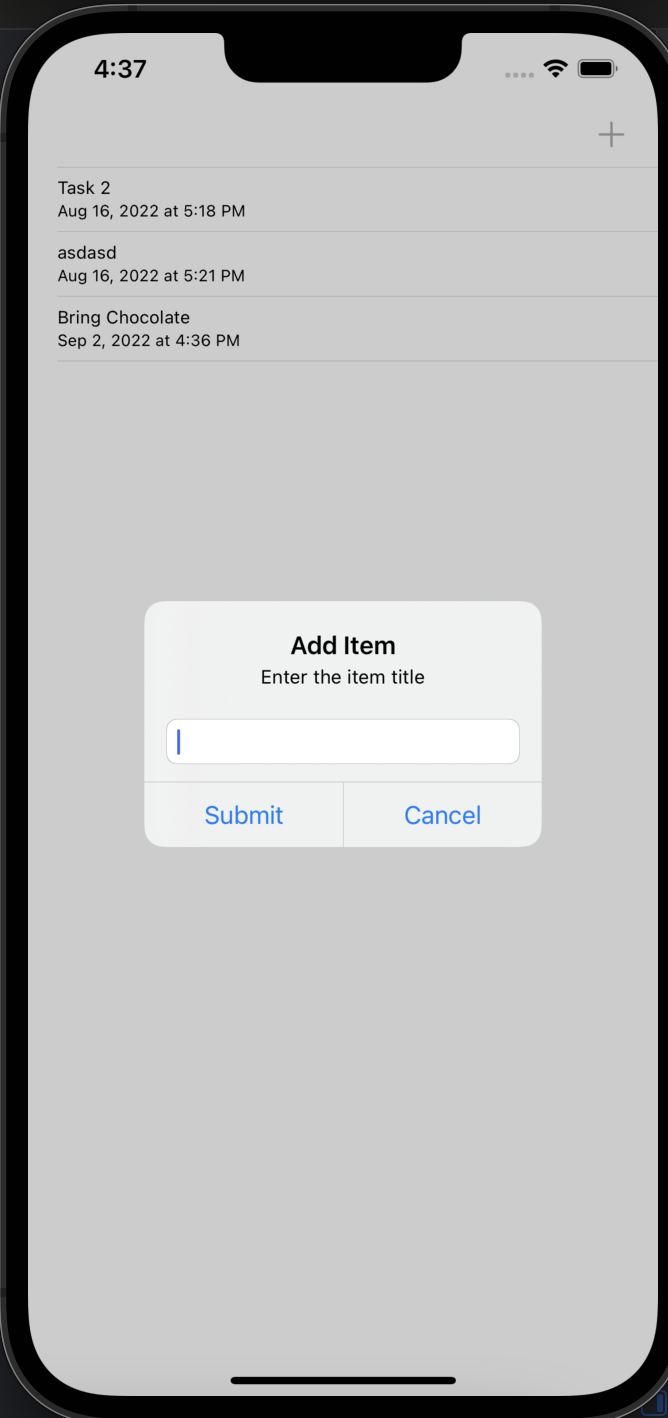 4:37
Task 2
Aug 16, 2022 at 5:18 PM
asdasd
Aug 16, 2022 at 5:21 PM
Bring Chocolate
Sep 2, 2022 at 4:36 PM
Add Item
Enter the item title
Submit Cancel